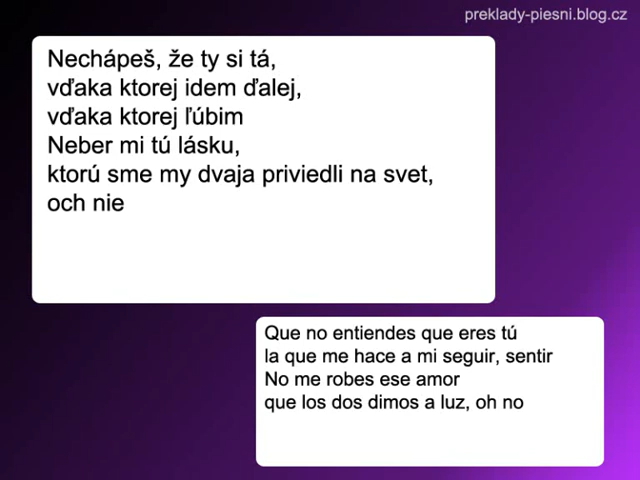 preklady-piesni.blog.cz
Nechápeš, že ty si tá,
vďaka ktorej idem ďalej,
vďaka ktorej ľúbim
Neber mi tú lásku,
ktorú sme my dvaja priviedli na svet,
och nie
Que no entiendes que eres tú
la que me hace a mi seguir, sentir
No me robes ese amor
que los dos dimos a luz, oh no